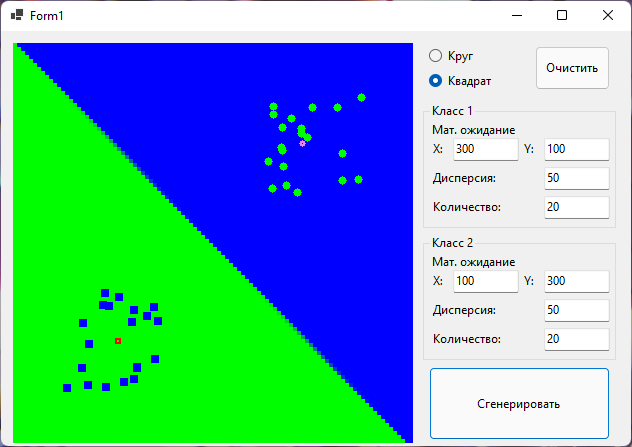 Form1
Круг
Квадрат
Очистить
Класс 1
Мат. ожидание
X: 300 Y: 100
Дисперсия: 50
Количество: 20
Класс 2
Мат. ожидание
X: 100 Y: 300
Дисперсия: 50
Количество: 20
Сгенерировать